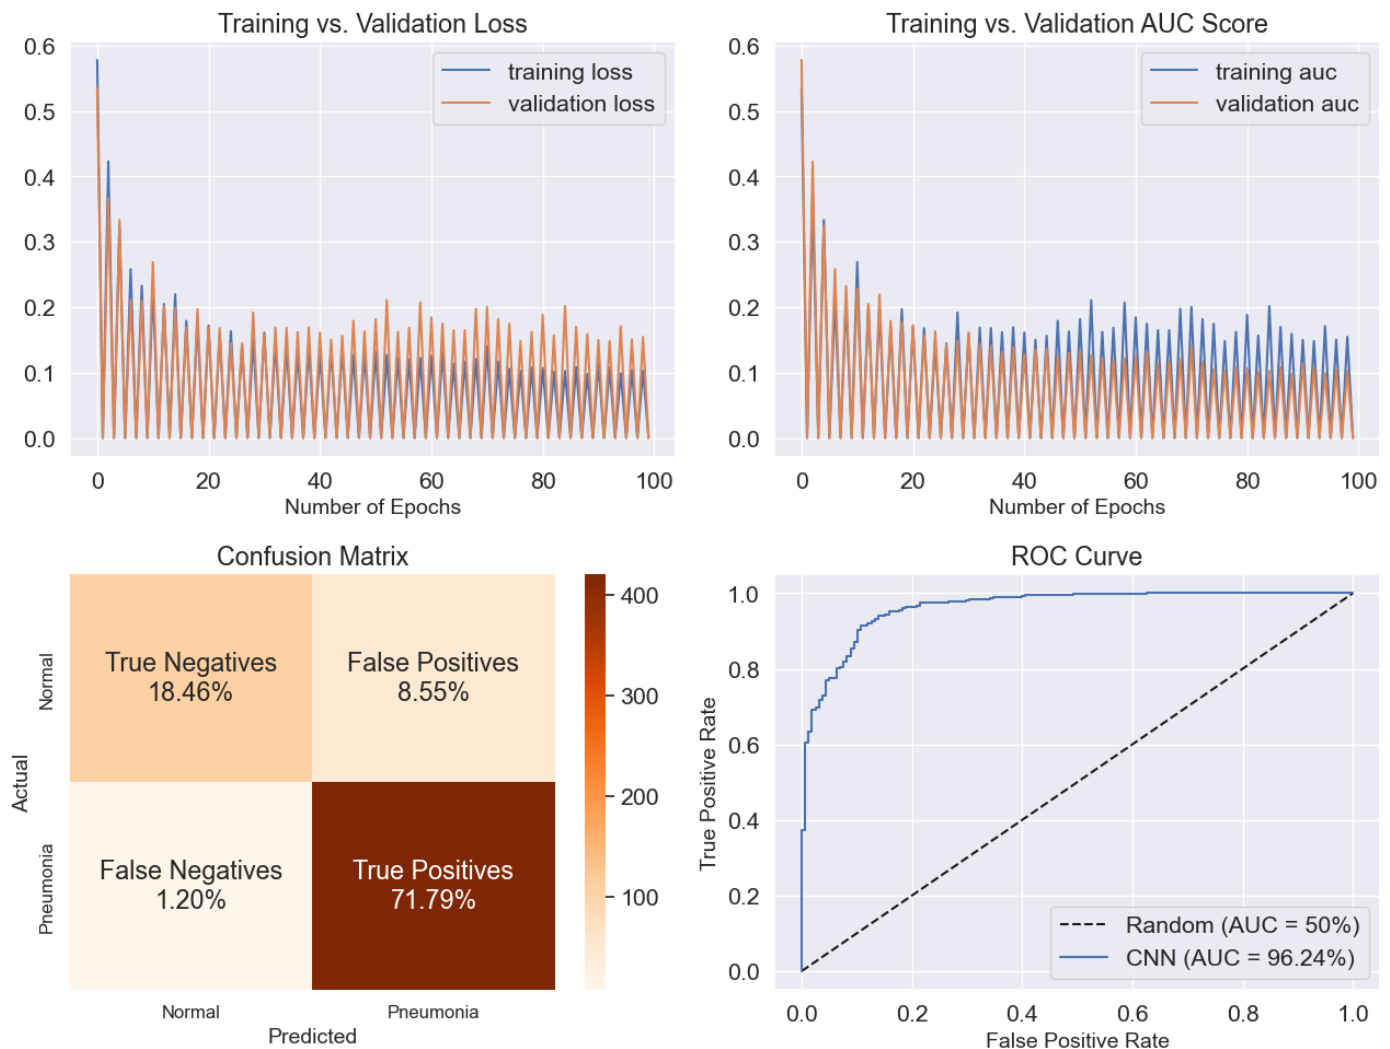 Training vs. Validation Loss
0.6
0.5
0.4
0.3
0.2
0.1
0.0
training loss
validation loss
0 20 40 60 80 100
Number of Epochs
Training vs. Validation AUC Score
0.6
0.5
0.4
0.3
0.2
0.1
0.0
training auc
validation auc
0 20 40 60 80 100
Number of Epochs
Confusion Matrix
Actual
Normal
Pneumonia
True Negatives
18.46%
False Positives
8.55%
False Negatives
1.20%
True Positives
71.79%
Normal Pneumonia
Predicted
400
300
200
100
ROC Curve
True Positive Rate
1.0
0.8
0.6
0.4
0.2
0.0
Random (AUC = 50%)
CNN (AUC = 96.24%)
0.0 0.2 0.4 0.6 0.8 1.0
False Positive Rate